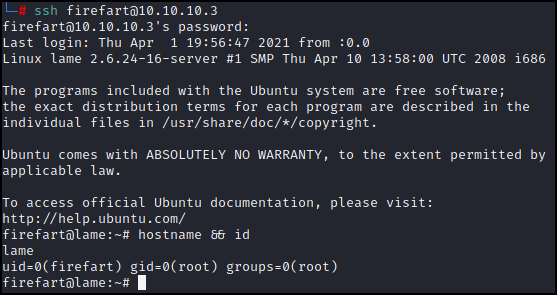 └─# ssh firefart@10.10.10.3
firefart@10.10.10.3's password:
Last login: Thu Apr  1 19:56:47 2021 from :0.0
Linux lame 2.6.24-16-server #1 SMP Thu Apr 10 13:58:00 UTC 2008 i686
The programs included with the Ubuntu system are free software;
the exact distribution terms for each program are described in the
individual files in /usr/share/doc/*/copyright.
Ubuntu comes with ABSOLUTELY NO WARRANTY, to the extent permitted by
applicable law.
To access official Ubuntu documentation, please visit:
http://help.ubuntu.com/
firefart@lame:~# hostname && id
lame
uid=0(firefart) gid=0(root) groups=0(root)
firefart@lame:~#